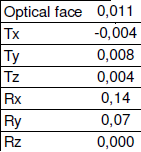 Optical face 0,011
Tx -0,004
Ty 0,008
Tz 0,004
Rx 0,14
Ry 0,07
Rz 0,000